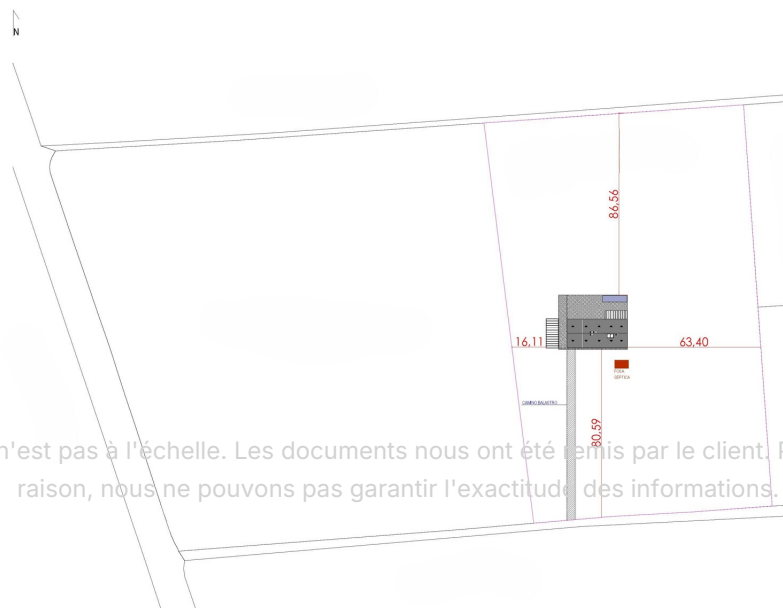 N
86,56
16,11
63,40
FOSA
SEPTICA
CAMINO BALASTRO
80,59
n'est pas à l'échelle. Les documents nous ont été remis par le client. P
raison, nous ne pouvons pas garantir l'exactitude des informations.